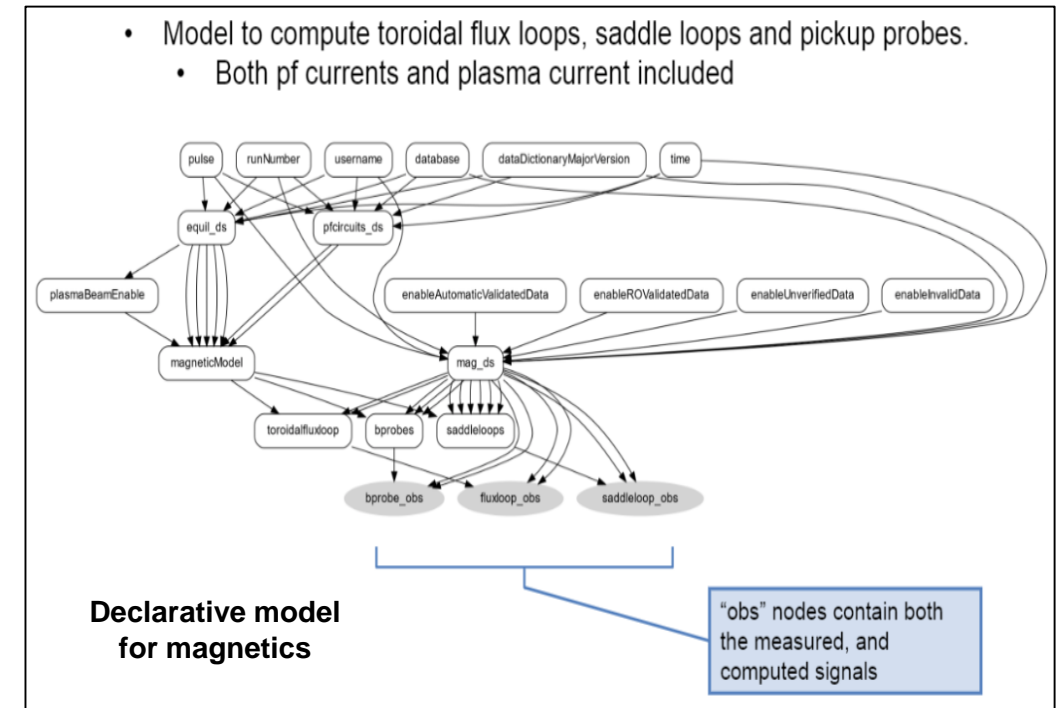 • Model to compute toroidal flux loops, saddle loops and pickup probes.
• Both pf currents and plasma current included
pulse runNumber username database dataDictionaryMajorVersion time
equil_ds pfcircuits_ds
plasmaBeamEnable enableAutomaticValidatedData enableROValidatedData enableUnverifiedData enableInvalidData
magneticModel mag_ds
toroidalfluxloop bprobes saddleloops
bprobe_obs fluxloop_obs saddleloop_obs
Declarative model
for magnetics
“obs” nodes contain both
the measured, and
computed signals